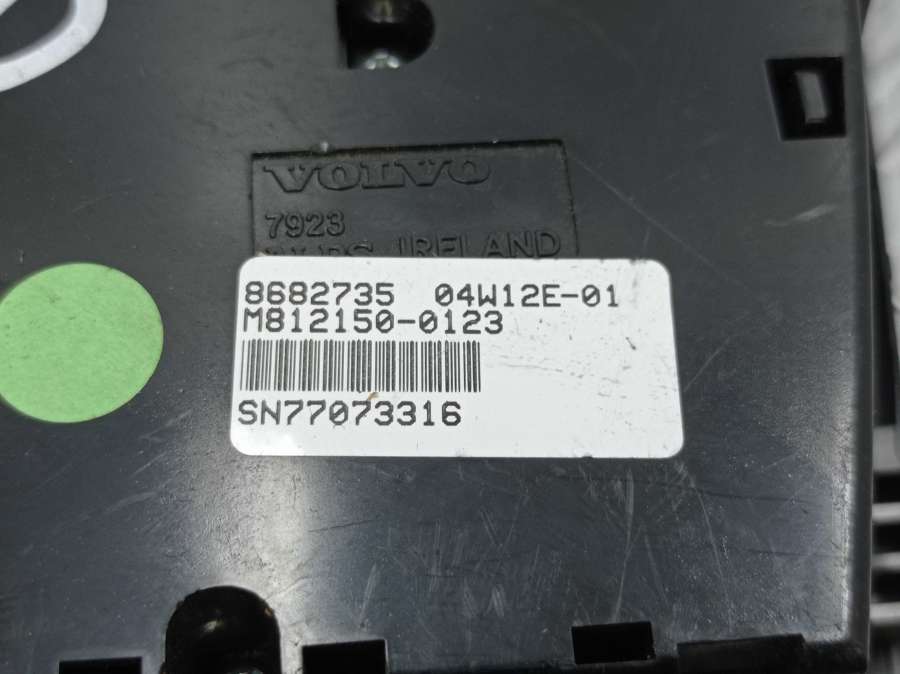 VOLVO
7923
IRELAND
8682735 04W12E-01
M812150-0123
SN77073316